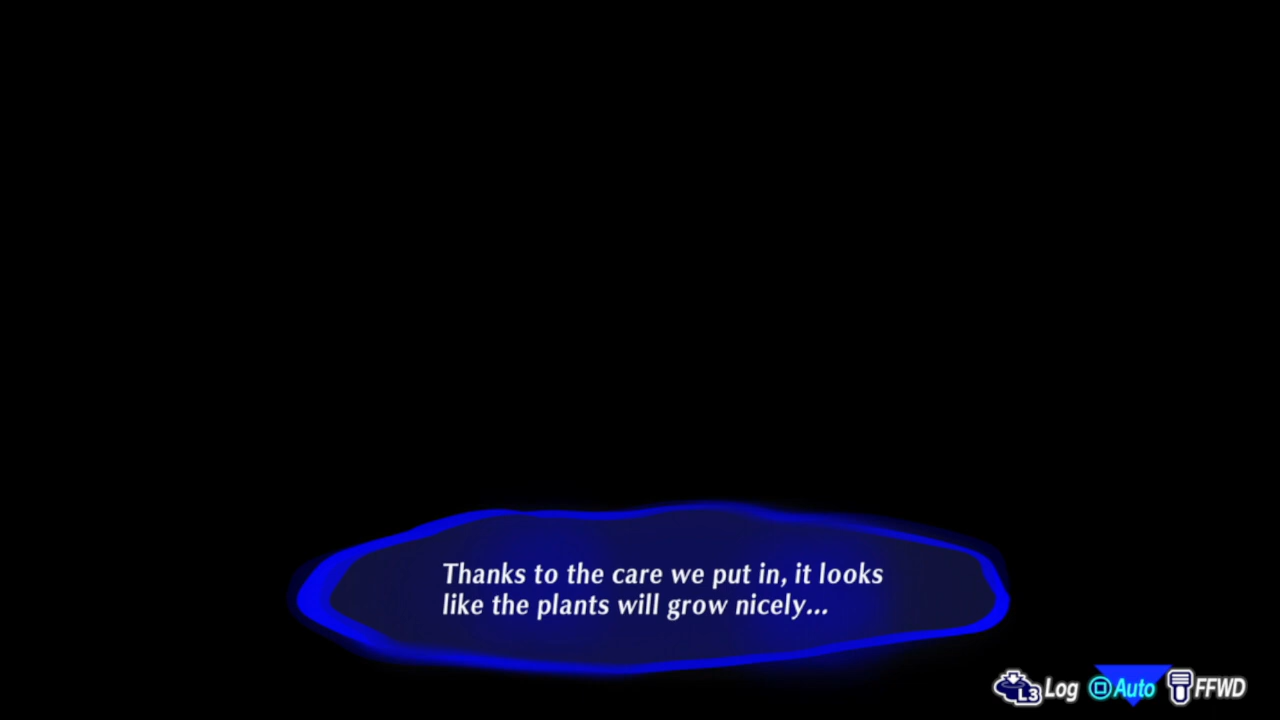 Thanks to the care we put in, it looks
like the plants will grow nicely...
L3 Log Auto FFWD